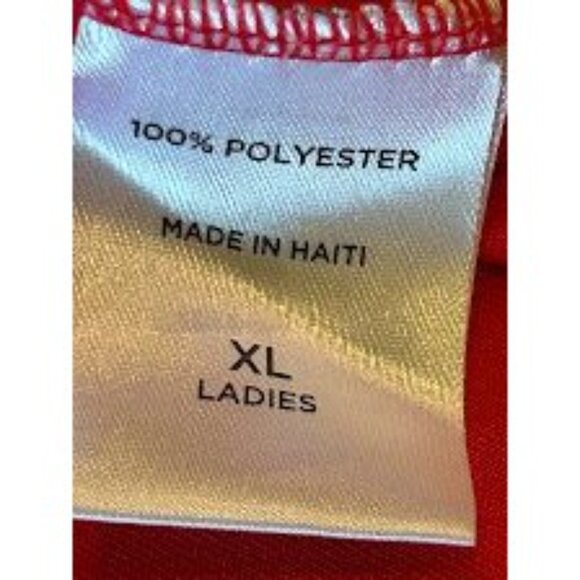 100% POLYESTER
MADE IN HAITI
XL
LADIES